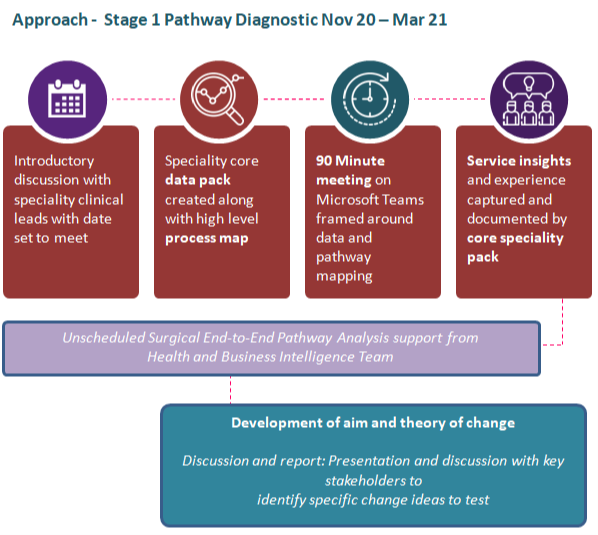 Approach - Stage 1 Pathway Diagnostic Nov 20 – Mar 21
Introductory
discussion with
speciality clinical
leads with date
set to meet
Speciality core
data pack
created along
with high level
process map
90 Minute
meeting on
Microsoft Teams
framed around
data and
pathway
mapping
Service insights
and experience
captured and
documented by
core speciality
pack
Unscheduled Surgical End-to-End Pathway Analysis support from
Health and Business Intelligence Team
Development of aim and theory of change
Discussion and report: Presentation and discussion with key
stakeholders to
identify specific change ideas to test